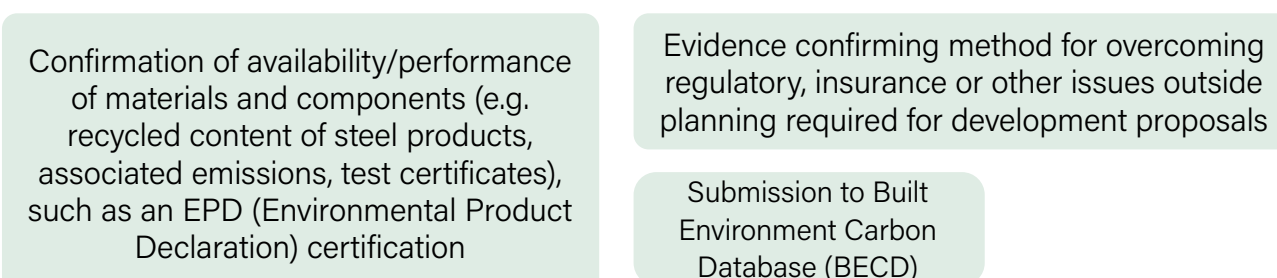 Confirmation of availability/performance
of materials and components (e.g.
recycled content of steel products,
associated emissions, test certificates),
such as an EPD (Environmental Product
Declaration) certification
Evidence confirming method for overcoming
regulatory, insurance or other issues outside
planning required for development proposals
Submission to Built
Environment Carbon
Database (BECD)